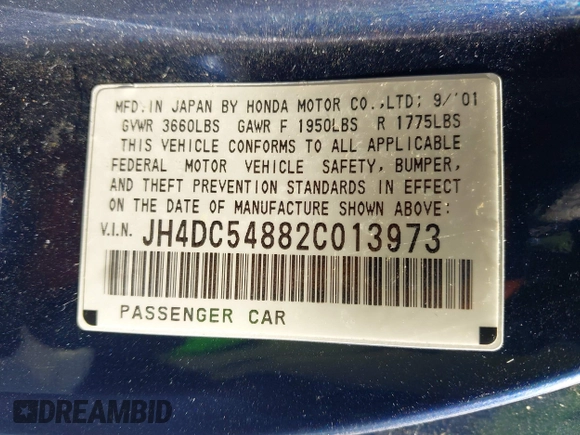 MFD.IN JAPAN BY HONDA MOTOR CO.,LTD; 9/'01
GVWR 3660LBS GAWR F 1950LBS R 1775LBS
THIS VEHICLE CONFORMS TO ALL APPLICABLE
FEDERAL MOTOR VEHICLE SAFETY, BUMPER,
AND THEFT PREVENTION STANDARDS IN EFFECT
ON THE DATE OF MANUFACTURE SHOWN ABOVE:
V.I.N. JH4DC54882C013973
PASSENGER CAR
DREAMBID